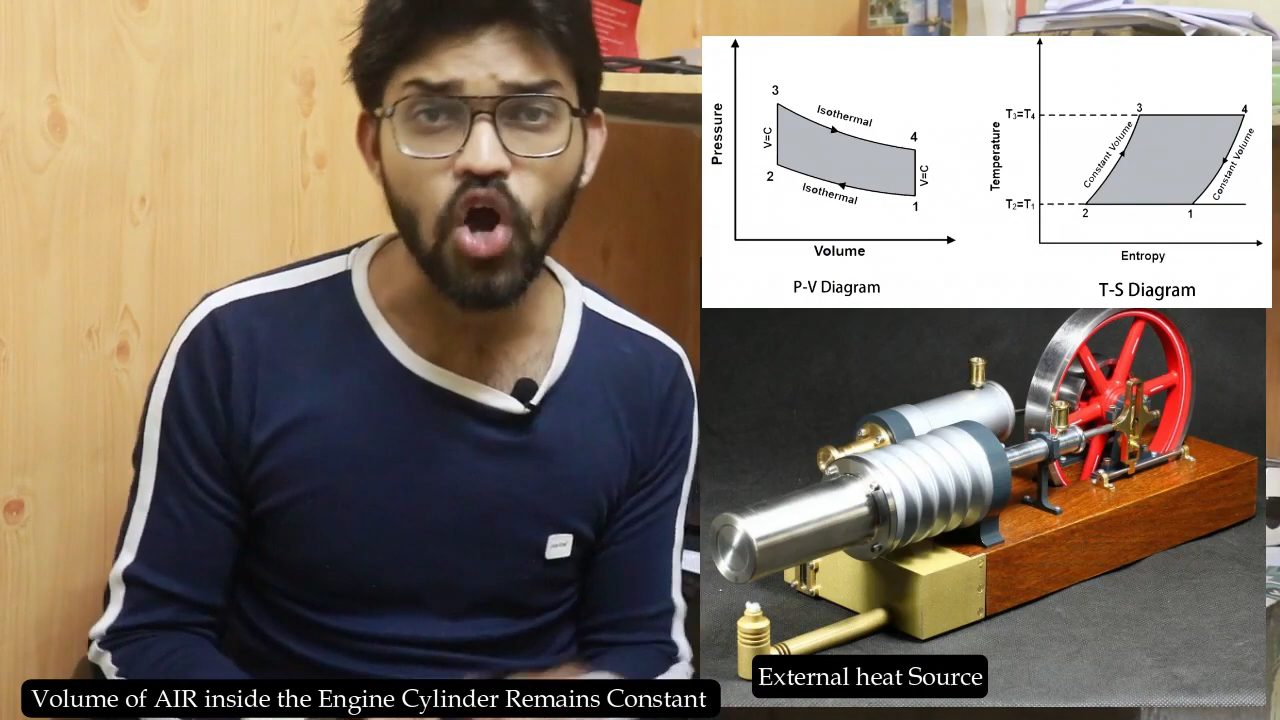 Pressure
3
Isothermal
4
V=C
V=C
2
Isothermal
1
Volume
P-V Diagram
Temperature
T3=T4
3
4
Constant Volume
Constant Volume
T2=T1
2
1
Entropy
T-S Diagram
External heat Source
Volume of AIR inside the Engine Cylinder Remains Constant